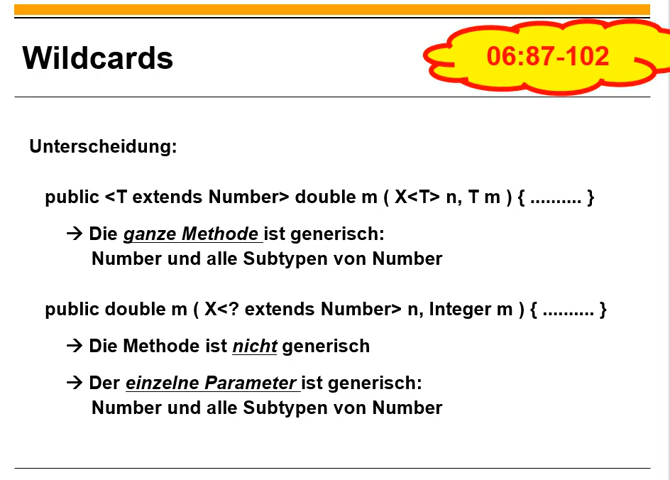 Wildcards
06:87-102
Unterscheidung:
public <T extends Number> double m ( X<T> n, T m ) { .......... }
→ Die ganze Methode ist generisch:
Number und alle Subtypen von Number
public double m ( X<? extends Number> n, Integer m ) { .......... }
→ Die Methode ist nicht generisch
→ Der einzelne Parameter ist generisch:
Number und alle Subtypen von Number